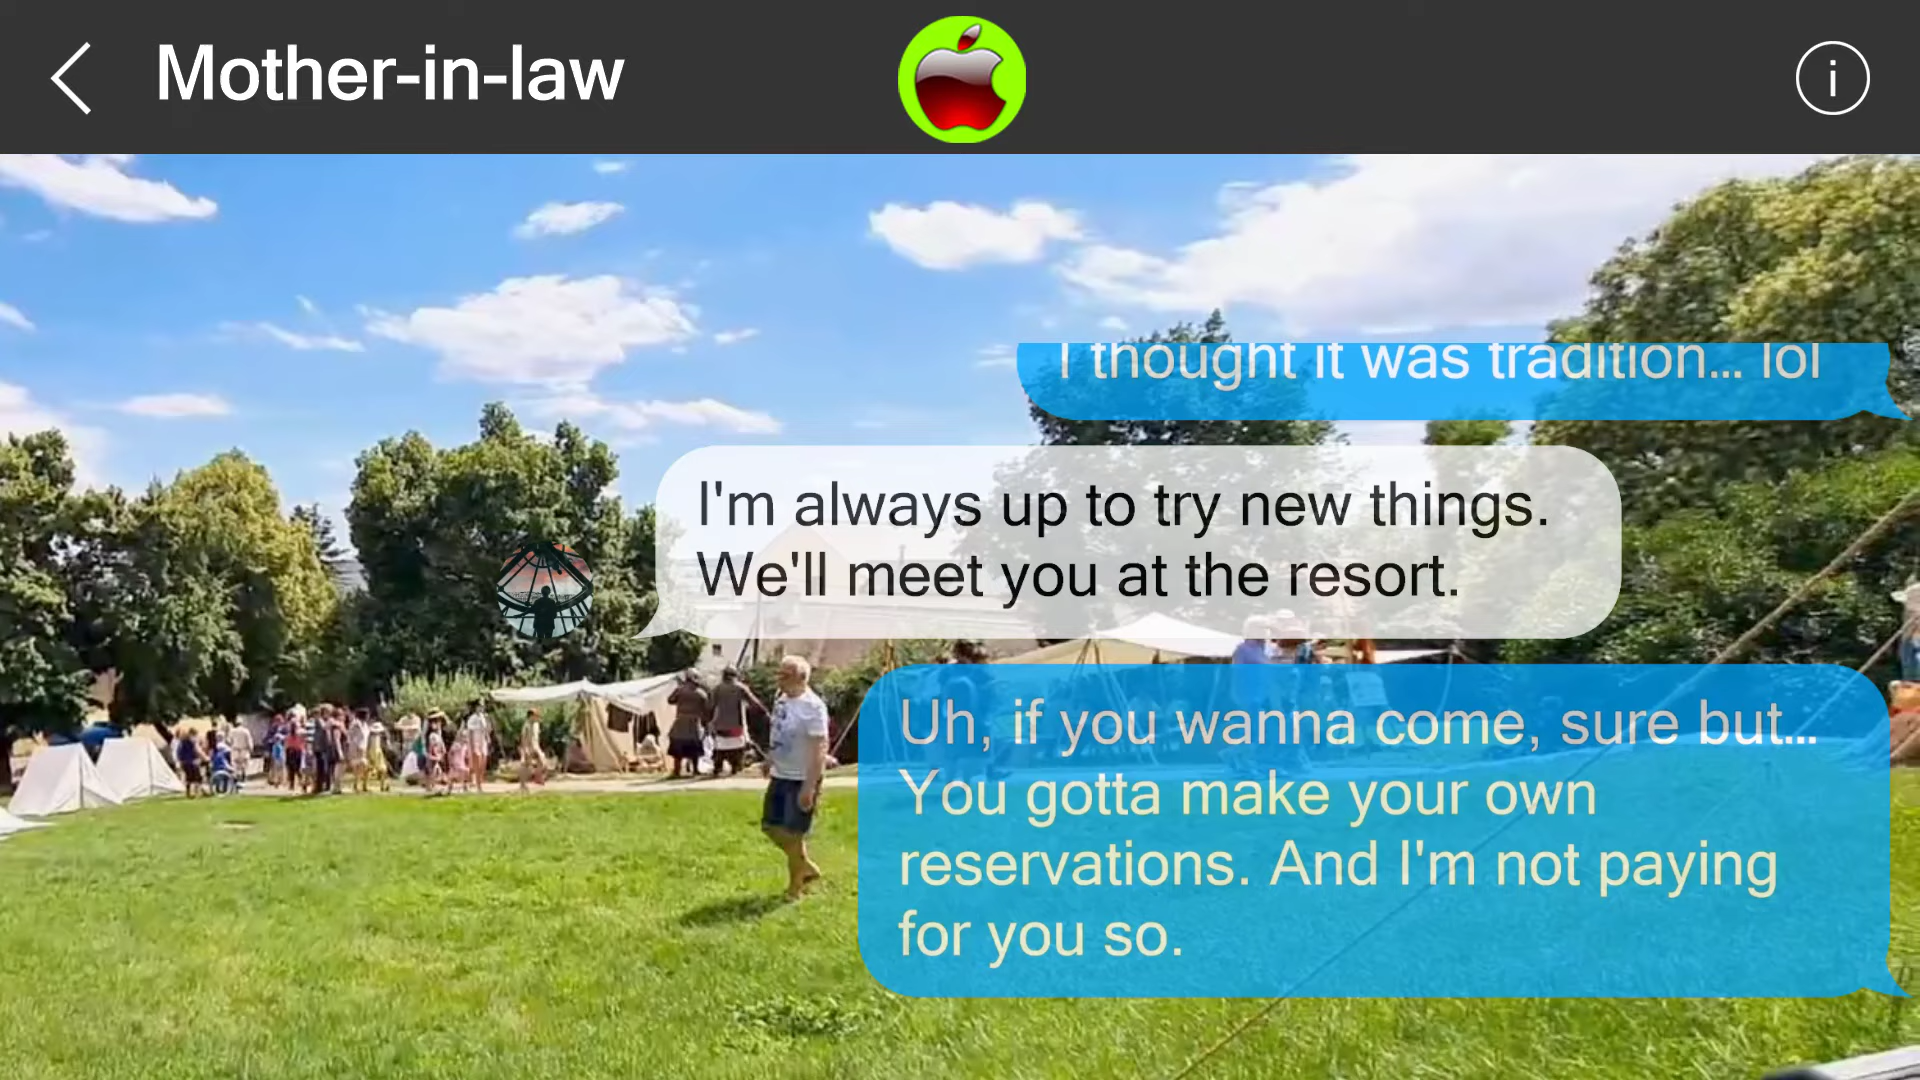 Mother-in-law
I thought it was tradition... lol
I'm always up to try new things.
We'll meet you at the resort.
Uh, if you wanna come, sure but...
You gotta make your own
reservations. And I'm not paying
for you so.